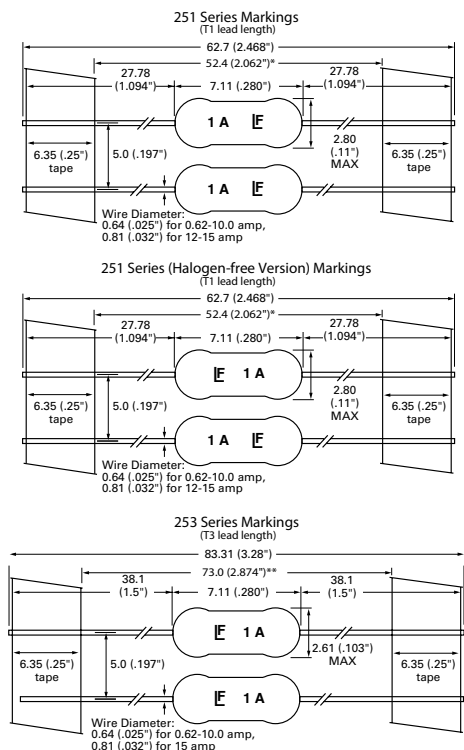 251 Series Markings
(T1 lead length)
62.7 (2.468")
52.4 (2.062")*
27.78
(1.094")
7.11 (.280")
27.78
(1.094")
1 A LF
6.35 (.25")
tape
5.0 (.197")
2.80
(.11")
MAX
6.35 (.25")
tape
1 A LF
Wire Diameter:
0.64 (.025") for 0.62-10.0 amp,
0.81 (.032") for 12-15 amp
251 Series (Halogen-free Version) Markings
(T1 lead length)
62.7 (2.468")
52.4 (2.062")*
27.78
(1.094")
7.11 (.280")
27.78
(1.094")
LF 1 A
6.35 (.25")
tape
5.0 (.197")
2.80
(.11")
MAX
6.35 (.25")
tape
1 A LF
Wire Diameter:
0.64 (.025") for 0.62-10.0 amp,
0.81 (.032") for 12-15 amp
253 Series Markings
(T3 lead length)
83.31 (3.28")
73.0 (2.874")**
38.1
(1.5")
7.11 (.280")
38.1
(1.5")
LF 1 A
6.35 (.25")
tape
5.0 (.197")
2.61 (.103")
MAX
6.35 (.25")
tape
LF 1 A
Wire Diameter:
0.64 (.025") for 0.62-10.0 amp,
0.81 (.032") for 15 amp